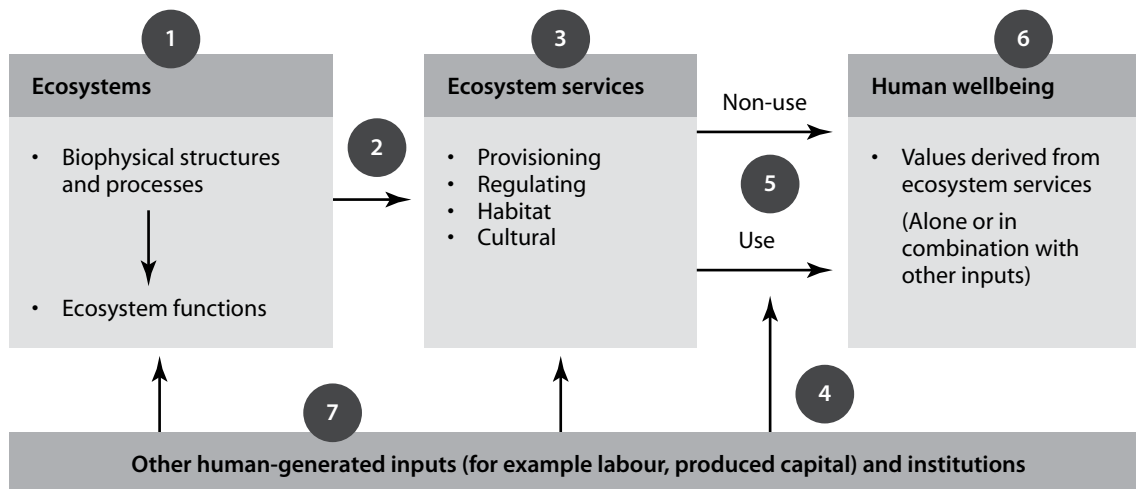 1
Ecosystems
• Biophysical structures
and processes
• Ecosystem functions
2
3
Ecosystem services
• Provisioning
• Regulating
• Habitat
• Cultural
Non-use
5
Use
4
6
Human wellbeing
• Values derived from
ecosystem services
(Alone or in
combination with
other inputs)
7
Other human-generated inputs (for example labour, produced capital) and institutions